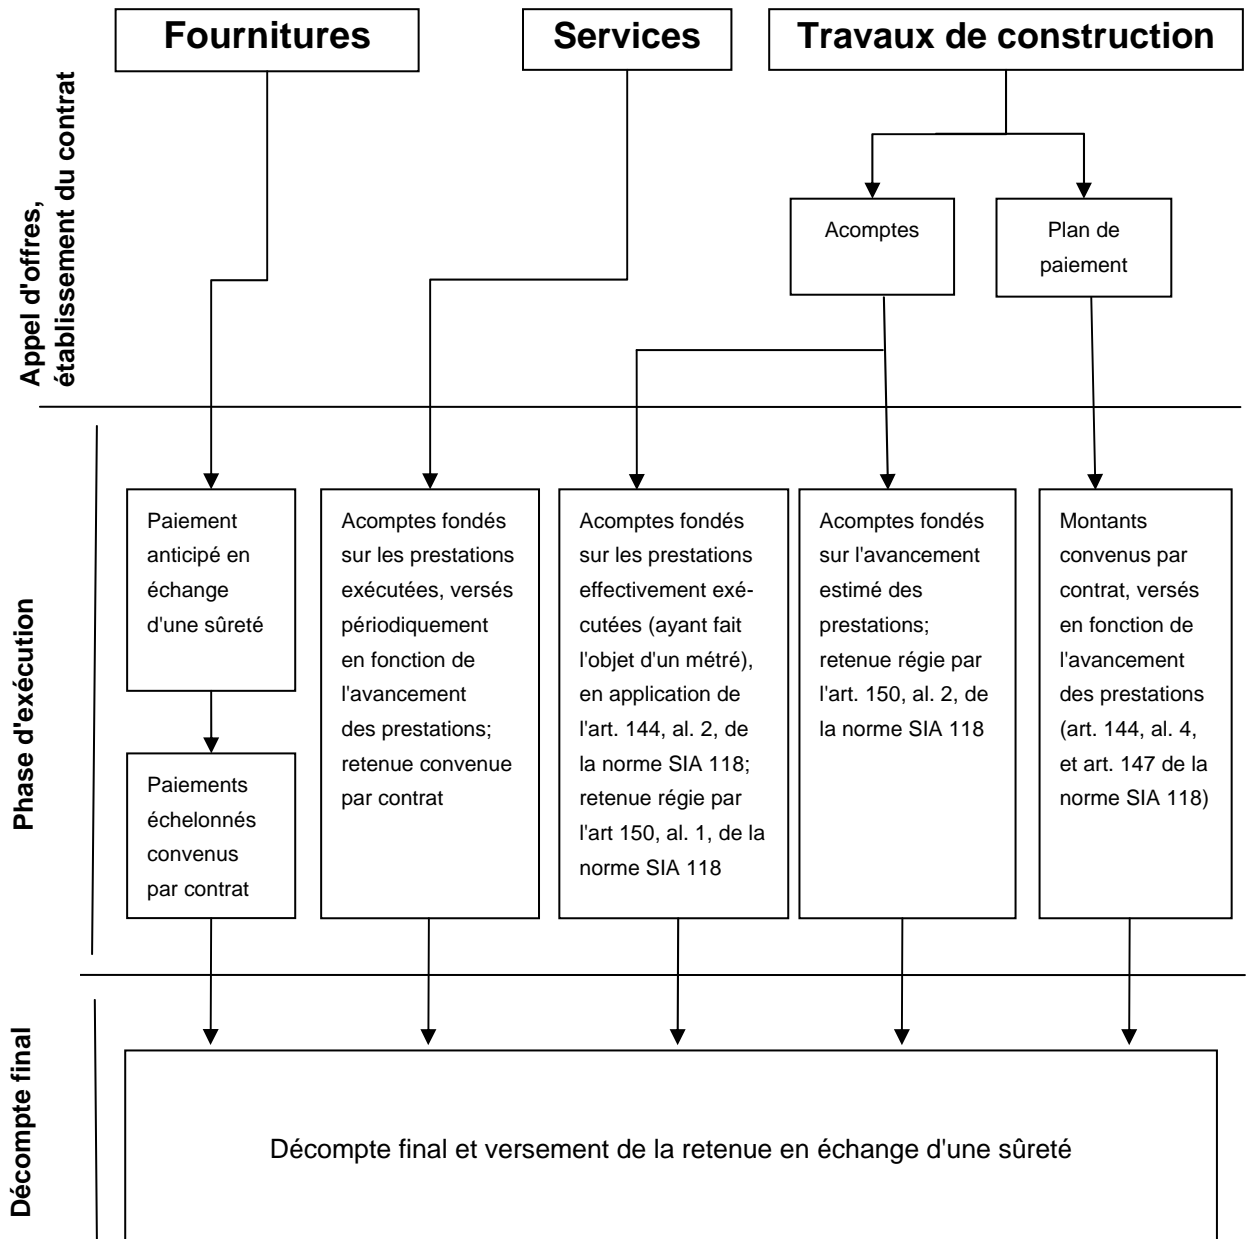 Fournitures
Services
Travaux de construction
Appel d'offres,
établissement du contrat
Acomptes
Plan de
paiement
Phase d'exécution
Paiement
anticipé en
échange
d'une sûreté
Paiements
échelonnés
convenus
par contrat
Acomptes fondés
sur les prestations
exécutées, versés
périodiquement
en fonction de
l'avancement
des prestations;
retenue convenue
par contrat
Acomptes fondés
sur les prestations
effectivement exé-
cutées (ayant fait
l'objet d'un métré),
en application de
l'art. 144, al. 2, de
la norme SIA 118;
retenue régie par
l'art 150, al. 1, de la
norme SIA 118
Acomptes fondés
sur l'avancement
estimé des
prestations;
retenue régie par
l'art. 150, al. 2, de
la norme SIA 118
Montants
convenus par
contrat, versés
en fonction de
l'avancement
des prestations
(art. 144, al. 4,
et art. 147 de la
norme SIA 118)
Décompte final
Décompte final et versement de la retenue en échange d'une sûreté